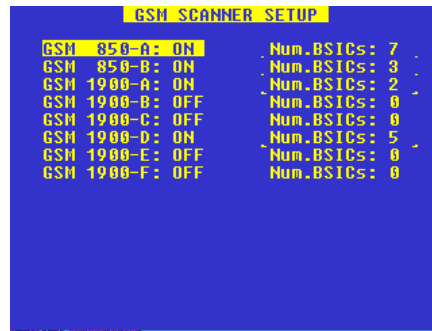 GSM SCANNER SETUP
GSM 850-A: ON Num.BSICs: 7
GSM 850-B: ON Num.BSICs: 3
GSM 1900-A: ON Num.BSICs: 2
GSM 1900-B: OFF Num.BSICs: 0
GSM 1900-C: OFF Num.BSICs: 0
GSM 1900-D: ON Num.BSICs: 5
GSM 1900-E: OFF Num.BSICs: 0
GSM 1900-F: OFF Num.BSICs: 0